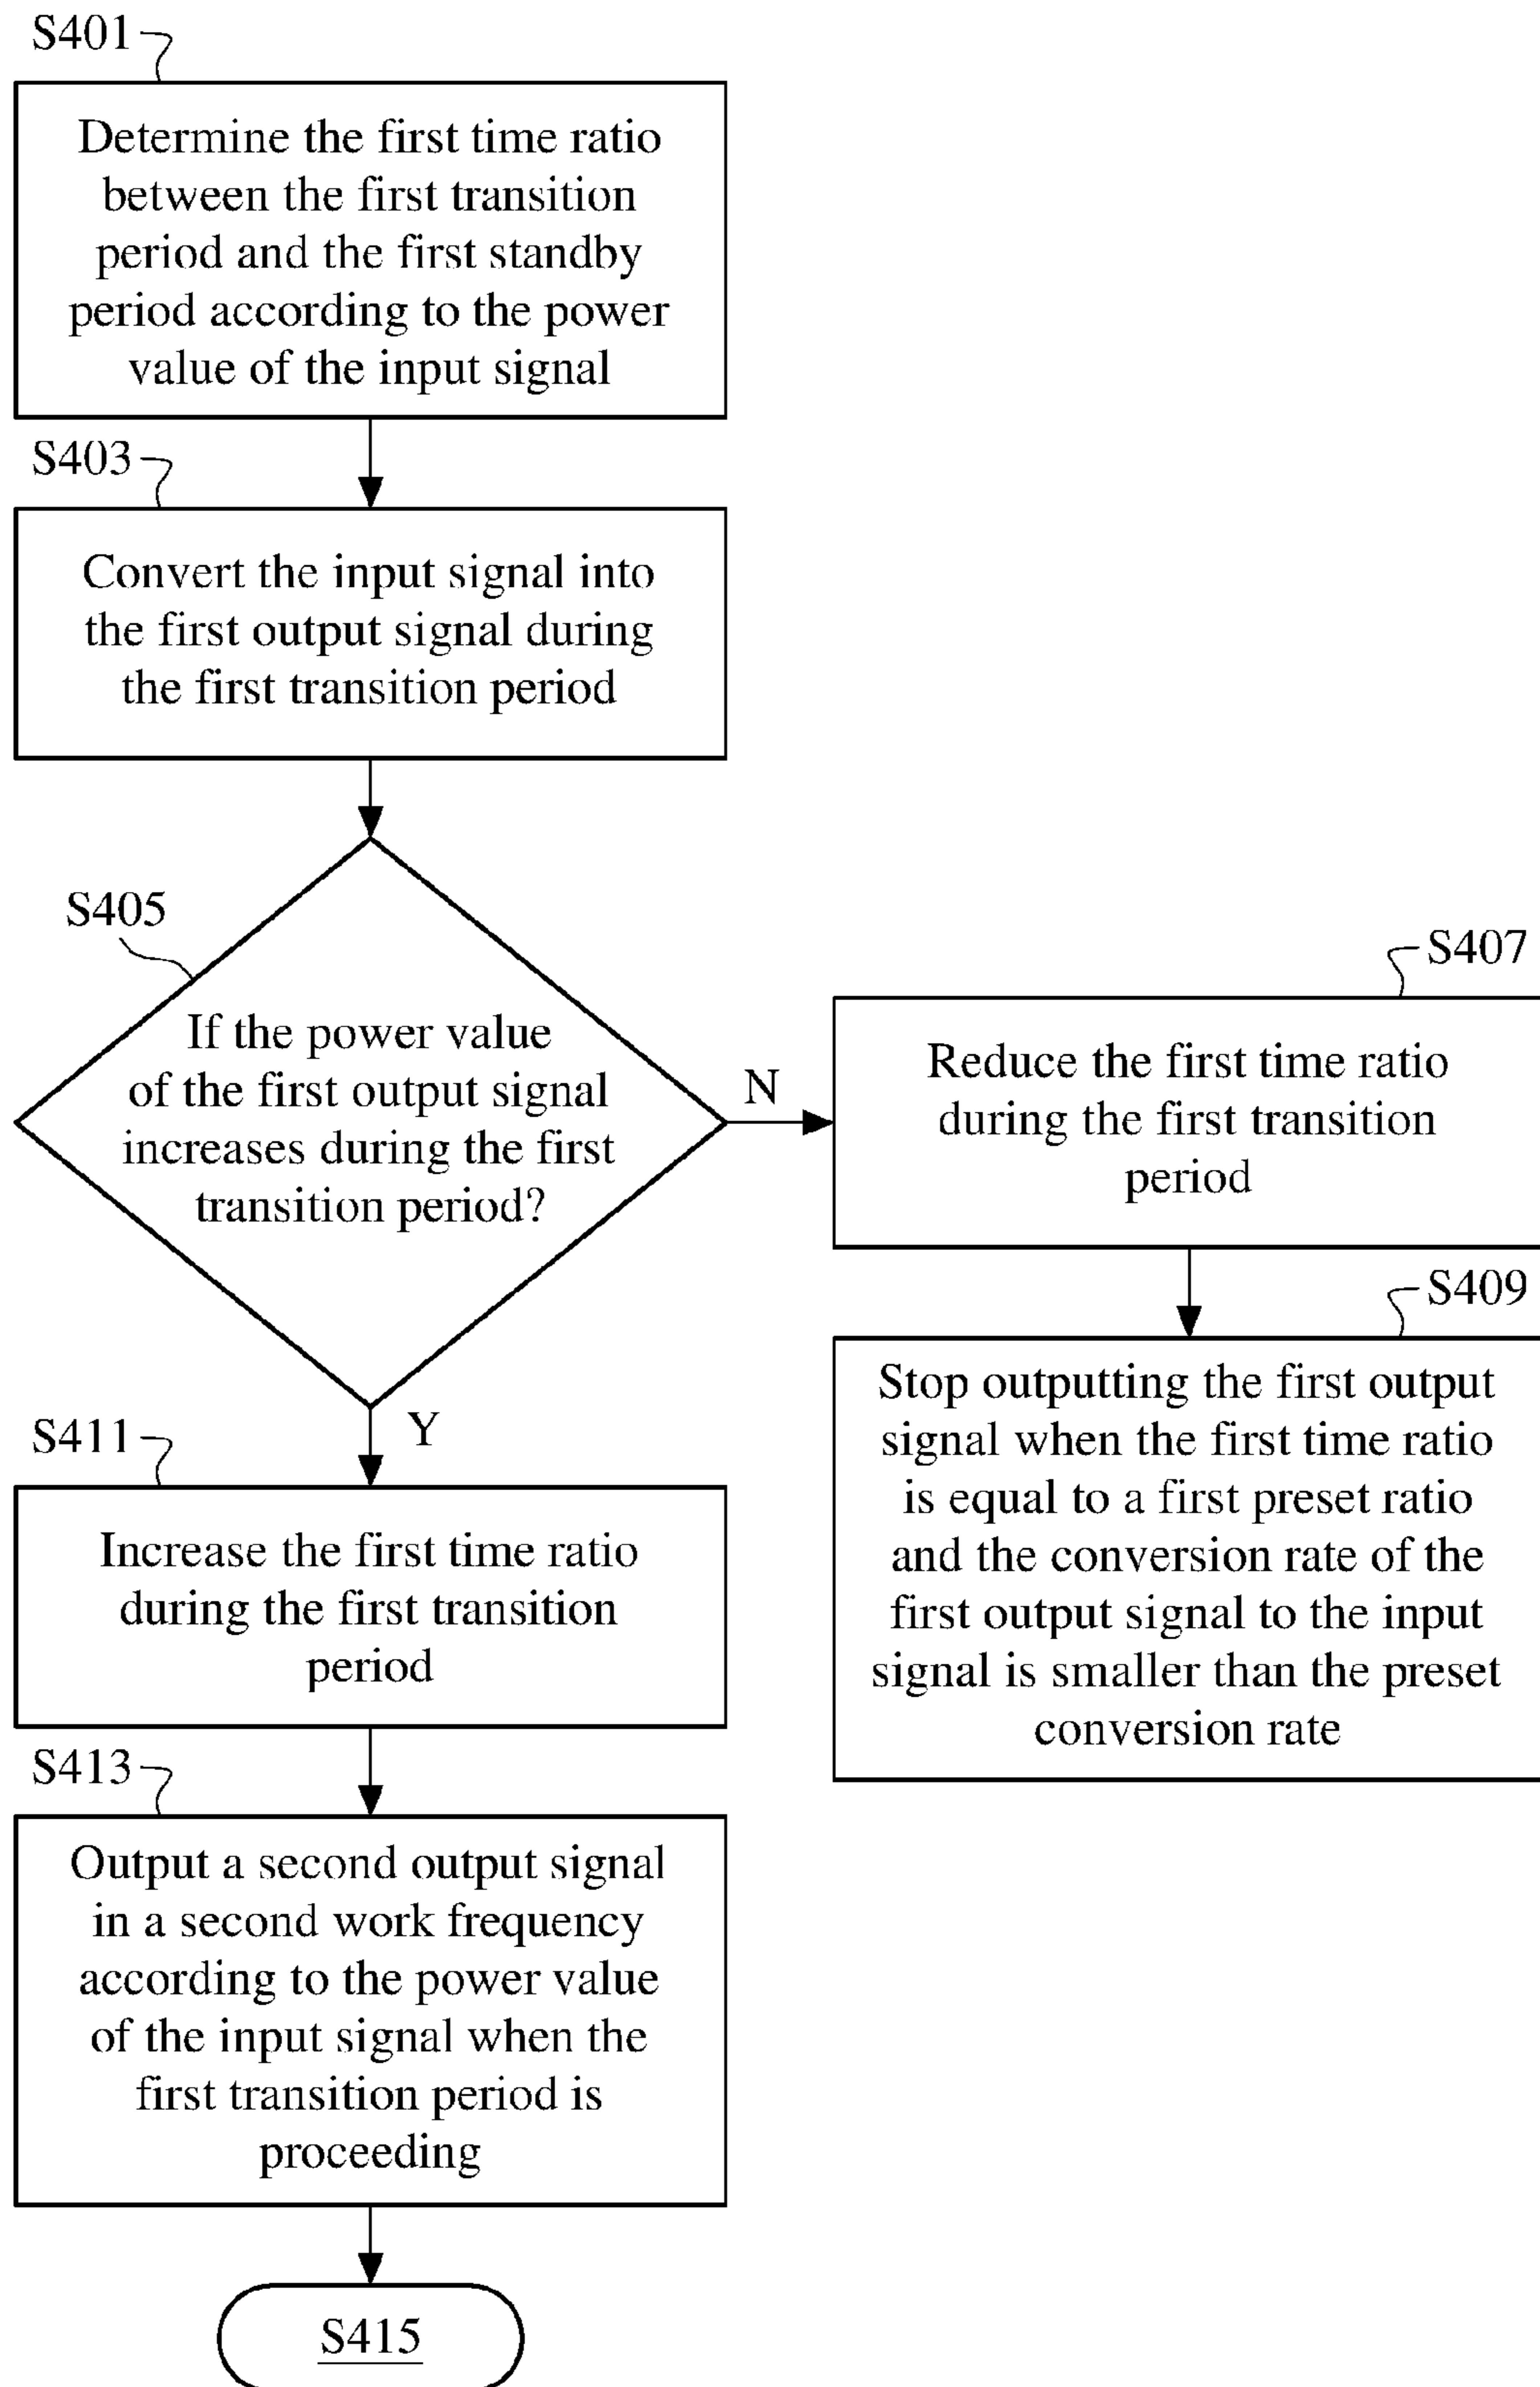 S401
Determine the first time ratio
between the first transition
period and the first standby
period according to the power
value of the input signal
S403
Convert the input signal into
the first output signal during
the first transition period
S405
If the power value
of the first output signal
increases during the first
transition period?
N
S407
Reduce the first time ratio
during the first transition
period
S409
Stop outputting the first output
signal when the first time ratio
is equal to a first preset ratio
and the conversion rate of the
first output signal to the input
signal is smaller than the preset
conversion rate
Y
S411
Increase the first time ratio
during the first transition
period
S413
Output a second output signal
in a second work frequency
according to the power value
of the input signal when the
first transition period is
proceeding
S415